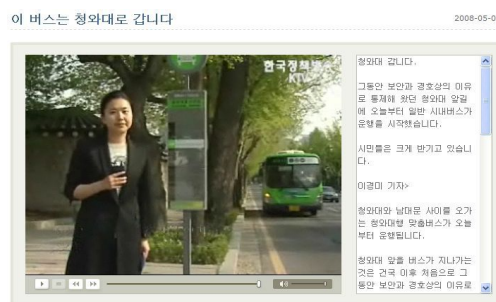 이 버스는 청와대로 갑니다
2008-05-0
한국정책방송
KTV
청와대 갑니다.
그동안 보안과 경호상의 이유
로 통제해 왔던 청와대 앞길
에 오늘부터 일반 시내버스가
운행을 시작했습니다.
시민들은 크게 반기고 있습니
다.
이경미 기자>
청와대와 남대문 사이를 오가
는 청와대행 맞춤버스가 오늘
부터 운행됩니다.
청와대 앞을 버스가 지나가는
것은 건국 이후 처음으로 그
동안 보안과 경호상의 이유로